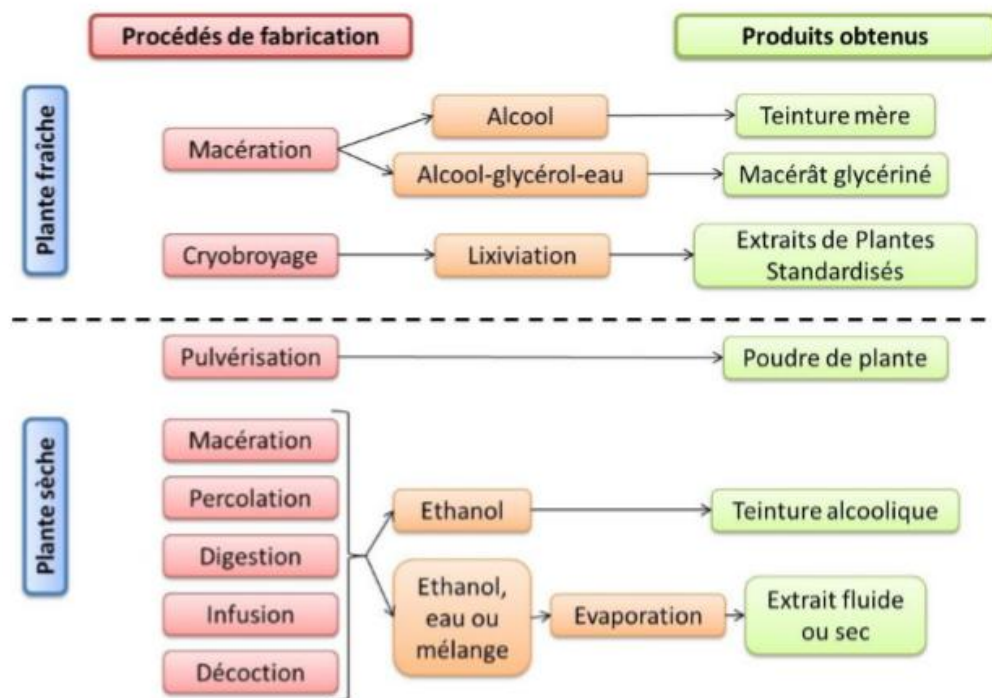 Procédés de fabrication
Produits obtenus
Plante fraîche
Macération
Alcool
Teinture mère
Alcool-glycérol-eau
Macérât glycériné
Cryobroyage
Lixiviation
Extraits de Plantes
Standardisés
Plante sèche
Pulvérisation
Poudre de plante
Macération
Percolation
Digestion
Infusion
Décoction
Ethanol
Teinture alcoolique
Ethanol,
eau ou
mélange
Evaporation
Extrait fluide
ou sec